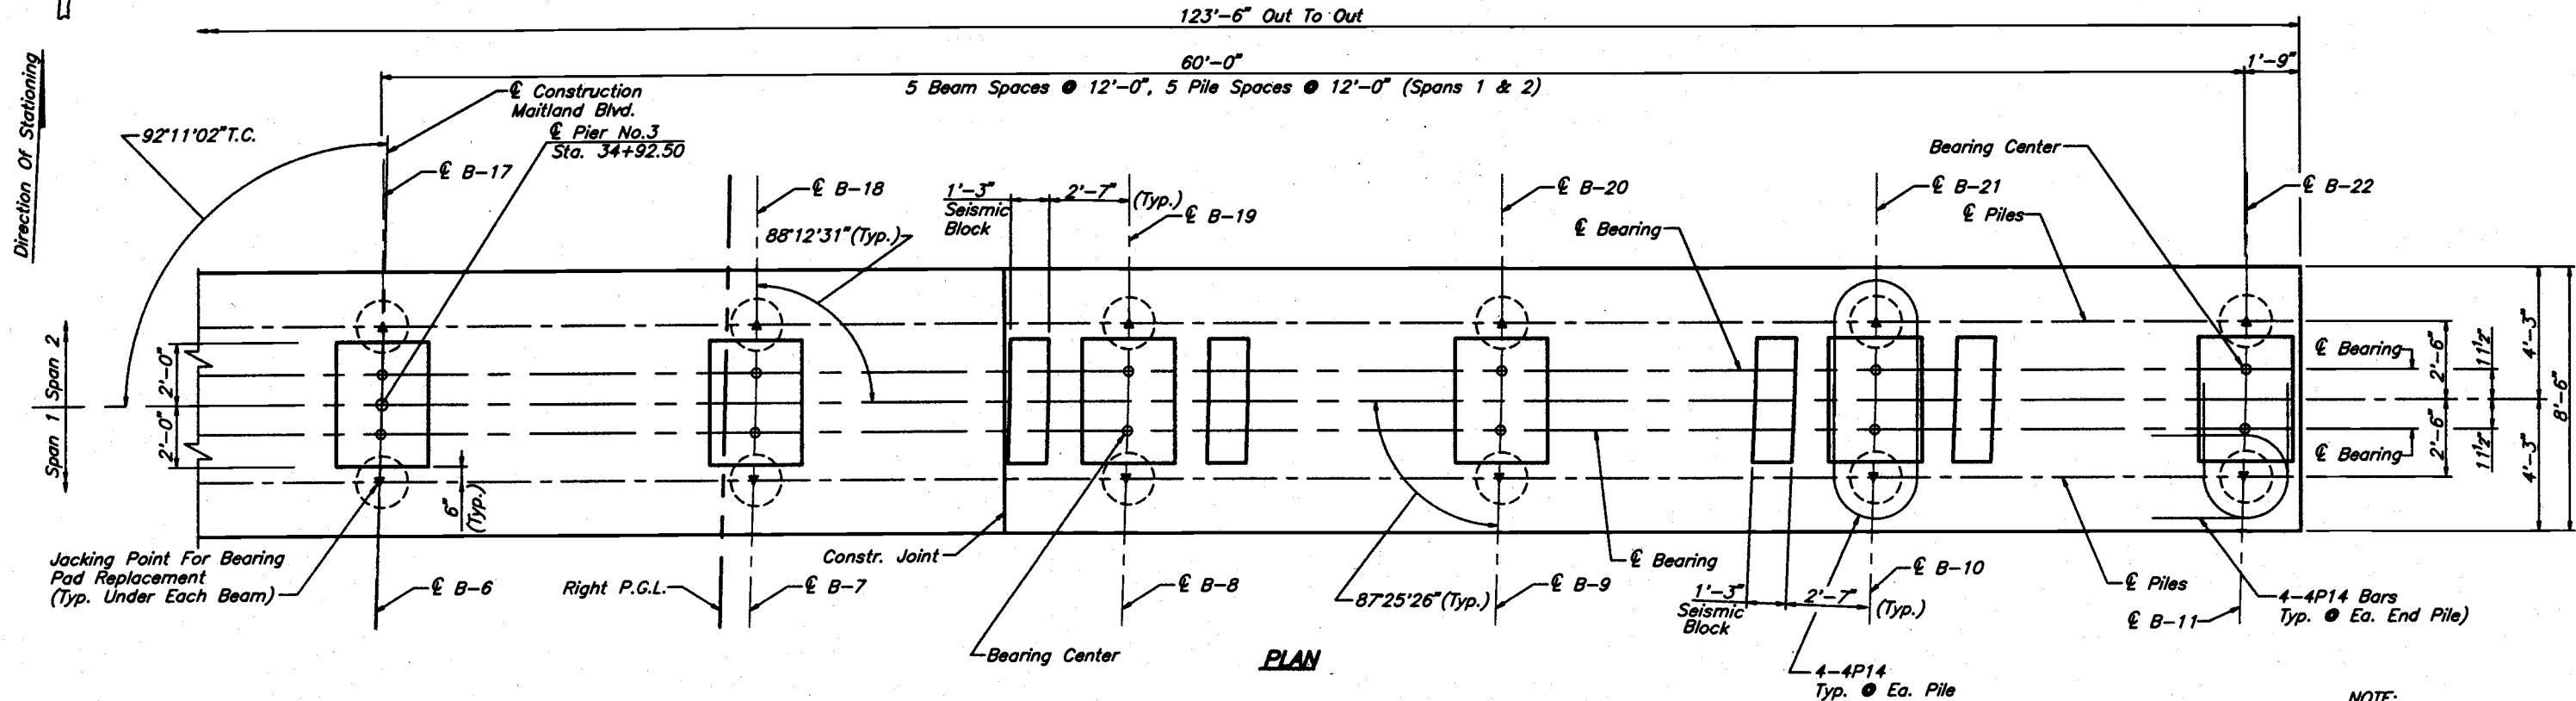 123'-6" Out To Out
60'-0"
1'-9"
5 Beam Spaces @ 12'-0", 5 Pile Spaces @ 12'-0" (Spans 1 & 2)
Direction Of Stationing
℄ Construction
Maitland Blvd.
92°11'02"T.C.
℄ Pier No.3
Sta. 34+92.50
Bearing Center
℄ B-17
℄ B-18
1'-3"
Seismic
Block
2'-7"
(Typ.)
℄ B-19
℄ B-20
℄ B-21
℄ B-22
℄ Piles
88°12'31"(Typ.)
℄ Bearing
Span 2
Span 1
2'-0"
2'-0"
6"
(Typ.)
℄ Bearing
℄ Bearing
2'-6"
2'-6"
11½"
11½"
4'-3"
4'-3"
8'-6"
Jacking Point For Bearing
Pad Replacement
(Typ. Under Each Beam)
℄ B-6
Right P.G.L.
℄ B-7
Constr. Joint
℄ B-8
87°25'26"(Typ.)
℄ B-9
℄ Bearing
1'-3"
Seismic
Block
2'-7"
(Typ.)
℄ B-10
℄ Piles
℄ B-11
4-4P14 Bars
Typ. @ Ea. End Pile)
Bearing Center
PLAN
4-4P14
Typ. @ Ea. Pile
NOTE: